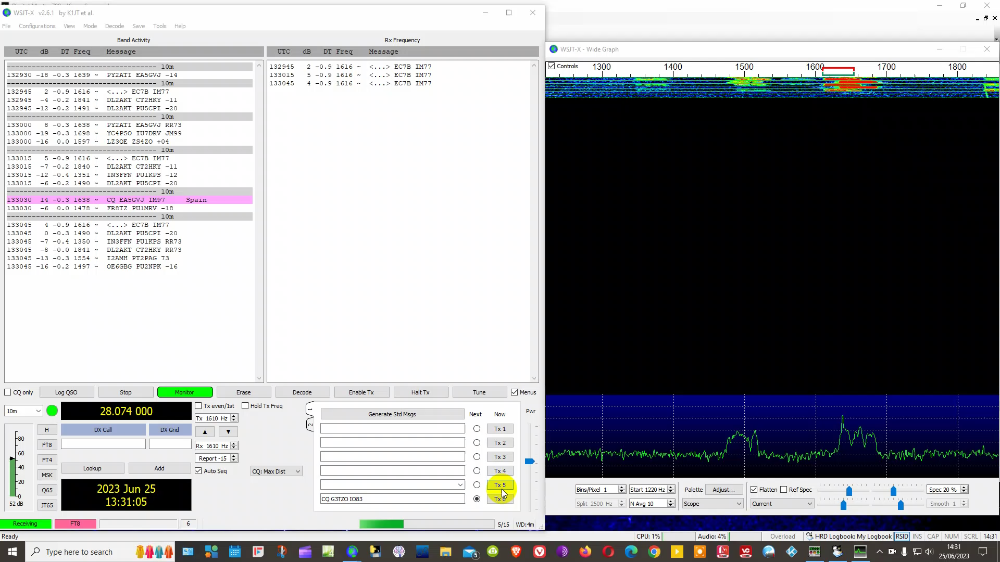 WSJT-X v2.6.1 by K1JT et al.
File Configurations View Mode Decode Save Tools Help
Band Activity
UTC dB DT Freq Message
------------------------------------ 10m
132930 -18 -0.3 1639 ~ PY2ATI EA5GVJ -14
------------------------------------ 10m
132945 2 -0.9 1616 ~ <...> EC7B IM77
132945 -4 -0.2 1841 ~ DL2AKT CT2HKY -11
132945 -12 -0.2 1491 ~ DL2AKT PU5CPI -20
------------------------------------ 10m
133000 8 -0.3 1638 ~ PY2ATI EA5GVJ RR73
133000 -19 -0.3 1698 ~ YC4PSO IU7DRV JM99
133000 -16 0.0 1597 ~ LZ3QE ZS4ZO +04
------------------------------------ 10m
133015 5 -0.9 1616 ~ <...> EC7B IM77
133015 -7 -0.2 1840 ~ DL2AKT CT2HKY -11
133015 -12 -0.4 1351 ~ IN3FFN PU1KPS -12
133015 -6 -0.2 1490 ~ DL2AKT PU5CPI -20
------------------------------------ 10m
133030 14 -0.3 1638 ~ CQ EA5GVJ IM97 Spain
133030 -6 0.0 1478 ~ FR8TZ PU1MRV -18
------------------------------------ 10m
133045 4 -0.9 1616 ~ <...> EC7B IM77
133045 0 -0.3 1490 ~ DL2AKT PU5CPI -20
133045 -7 -0.4 1350 ~ IN3FFN PU1KPS RR73
133045 -8 -0.0 1841 ~ DL2AKT CT2HKY RR73
133045 -13 -0.3 1554 ~ I2AMH PT2PAG 73
133045 -16 -0.2 1497 ~ OE6GBG PU2NPK -16
Rx Frequency
UTC dB DT Freq Message
132945 2 -0.9 1616 ~ <...> EC7B IM77
133015 5 -0.9 1616 ~ <...> EC7B IM77
133045 4 -0.9 1616 ~ <...> EC7B IM77
WSJT-X - Wide Graph
Controls 1300 1400 1500 1600 1700 1800
CQ only Log QSO Stop Monitor Erase Decode Enable Tx Halt Tx Tune Menus
10m 28.074 000 Tx even/1st Hold Tx Freq
Tx 1610 Hz
H DX Call DX Grid
FT8 Rx 1610 Hz
FT4 Report -15
Lookup Add Auto Seq CQ: Max Dist
MSK
Q65
JT65
2023 Jun 25
13:31:05
80
60
40
20
0
52 dB
1
2
Generate Std Msgs Next Now Pwr
Tx 1
Tx 2
Tx 3
Tx 4
Tx 5
CQ G3TZO IO83 Tx 6
Receiving FT8 6 5/15 WD:4m
Bins/Pixel 1 Start 1220 Hz Palette Adjust... Flatten Ref Spec Spec 20 %
Split 2500 Hz N Avg 10 Scope Current Smooth 1
Ready CPU: 1% Audio: 4% Overload HRD Logbook: My Logbook RSID INS CAP NUM SCRL 14:31
Type here to search 5
14:31
25/06/2023